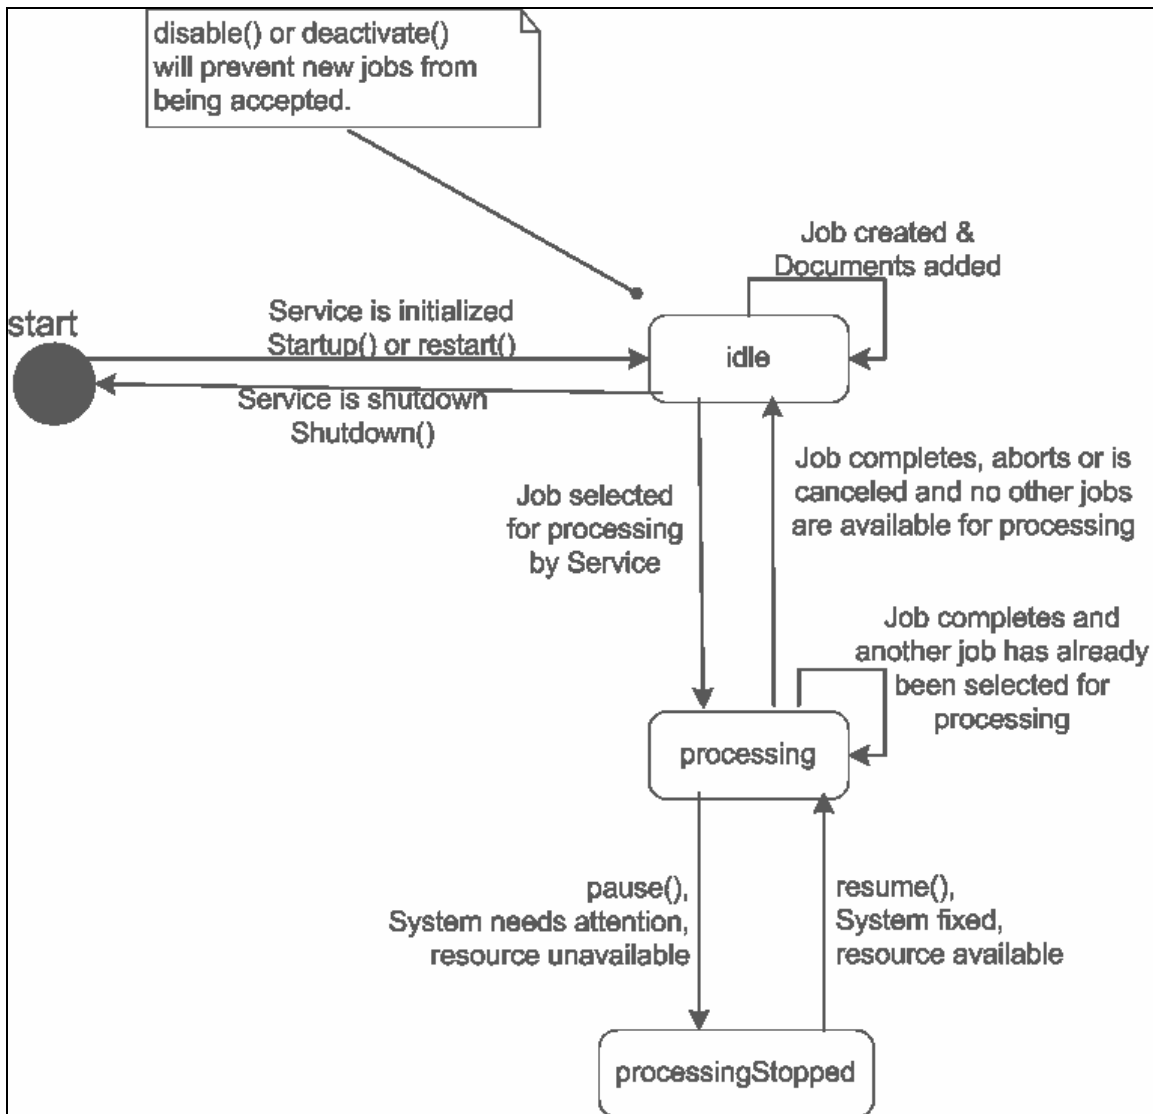 disable() or deactivate()
will prevent new jobs from
being accepted.
Job created &
Documents added
start
Service is initialized
Startup() or restart()
idle
Service is shutdown
Shutdown()
Job selected
for processing
by Service
Job completes, aborts or is
canceled and no other jobs
are available for processing
Job completes and
another job has already
been selected for
processing
processing
pause(),
System needs attention,
resource unavailable
resume(),
System fixed,
resource available
processingStopped